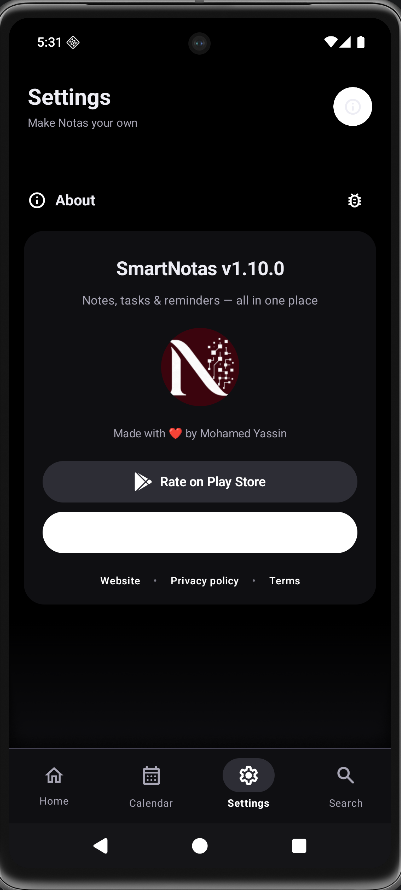 5:31
Settings
Make Notas your own
About
SmartNotas v1.10.0
Notes, tasks & reminders — all in one place
N
Made with ❤️ by Mohamed Yassin
Rate on Play Store
Website • Privacy policy • Terms
Home Calendar Settings Search